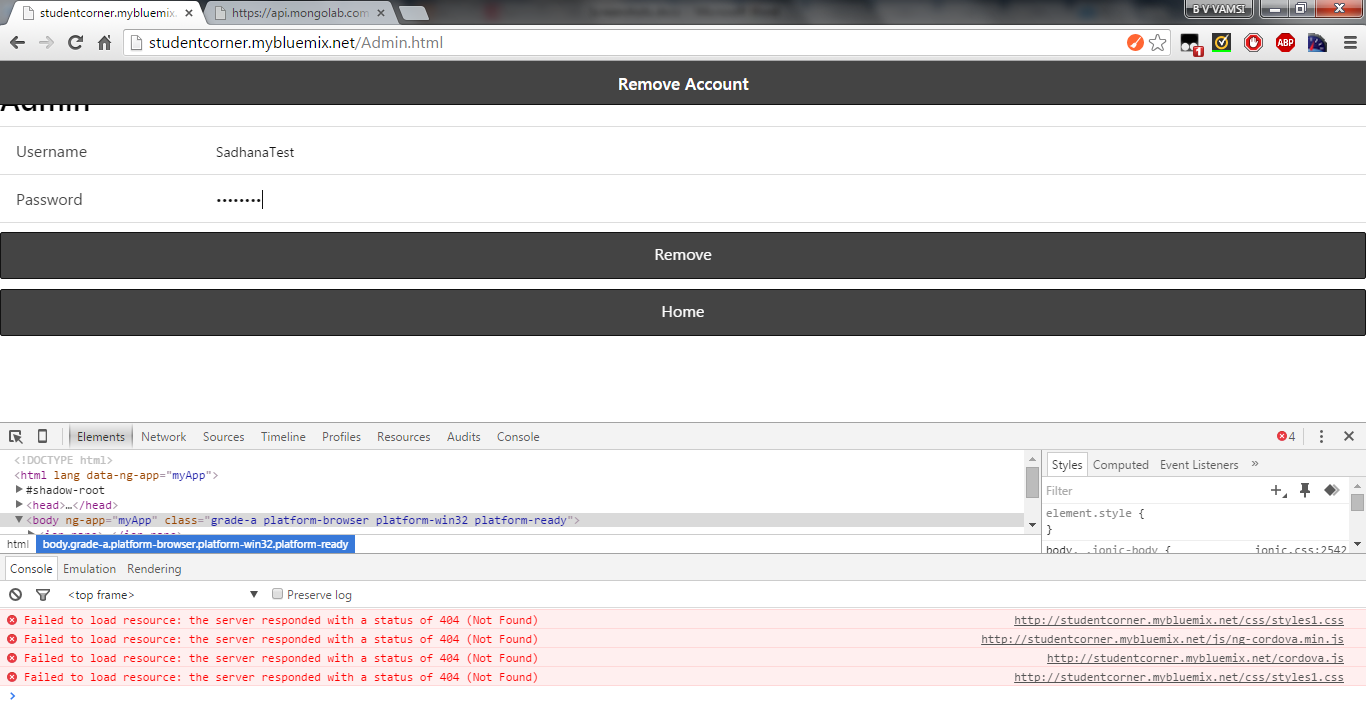 studentcorner.mybluemix. https://api.mongolab.com B V VAMSI
studentcorner.mybluemix.net/Admin.html 1 ABP
Remove Account
Admin
Username SadhanaTest
Password ••••••••
Remove
Home
Elements Network Sources Timeline Profiles Resources Audits Console 4
<!DOCTYPE html>
<html lang data-ng-app="myApp">
#shadow-root
<head>…</head>
<body ng-app="myApp" class="grade-a platform-browser platform-win32 platform-ready">
html body.grade-a.platform-browser.platform-win32.platform-ready
Styles Computed Event Listeners »
Filter
element.style {
}
body, .ionic-body { ionic.css:2542
Console Emulation Rendering
<top frame> Preserve log
Failed to load resource: the server responded with a status of 404 (Not Found) http://studentcorner.mybluemix.net/css/styles1.css
Failed to load resource: the server responded with a status of 404 (Not Found) http://studentcorner.mybluemix.net/js/ng-cordova.min.js
Failed to load resource: the server responded with a status of 404 (Not Found) http://studentcorner.mybluemix.net/cordova.js
Failed to load resource: the server responded with a status of 404 (Not Found) http://studentcorner.mybluemix.net/css/styles1.css
>